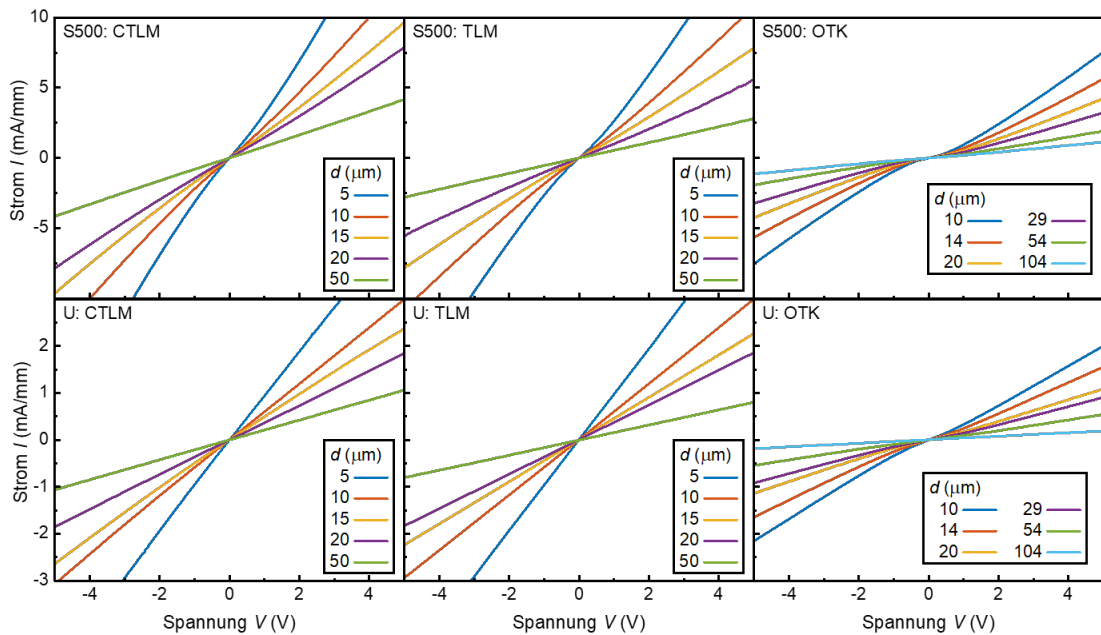 S500: CTLM
S500: TLM
S500: OTK
10
5
0
-5
Strom I (mA/mm)
d (μm)
5
10
15
20
50
d (μm)
5
10
15
20
50
d (μm)
10 29
14 54
20 104
U: CTLM
U: TLM
U: OTK
2
1
0
-1
-2
-3
Strom I (mA/mm)
d (μm)
5
10
15
20
50
d (μm)
5
10
15
20
50
d (μm)
10 29
14 54
20 104
-4 -2 0 2 4
-4 -2 0 2 4
-4 -2 0 2 4
Spannung V (V)
Spannung V (V)
Spannung V (V)